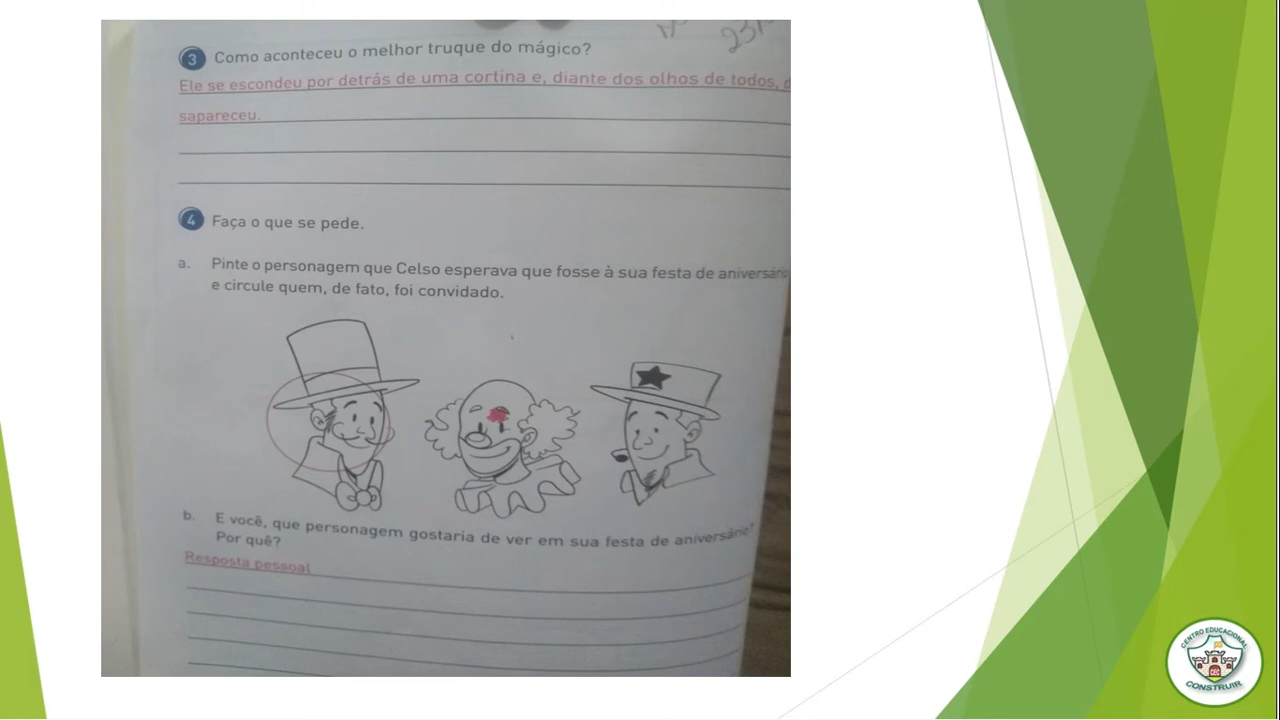 3 Como aconteceu o melhor truque do mágico?
Ele se escondeu por detrás de uma cortina e, diante dos olhos de todos, d
sapareceu.
4 Faça o que se pede.
a. Pinte o personagem que Celso esperava que fosse à sua festa de aniversário
e circule quem, de fato, foi convidado.
b. E você, que personagem gostaria de ver em sua festa de aniversário?
Por quê?
Resposta pessoal
CENTRO EDUCACIONAL
CEC
CONSTRUIR